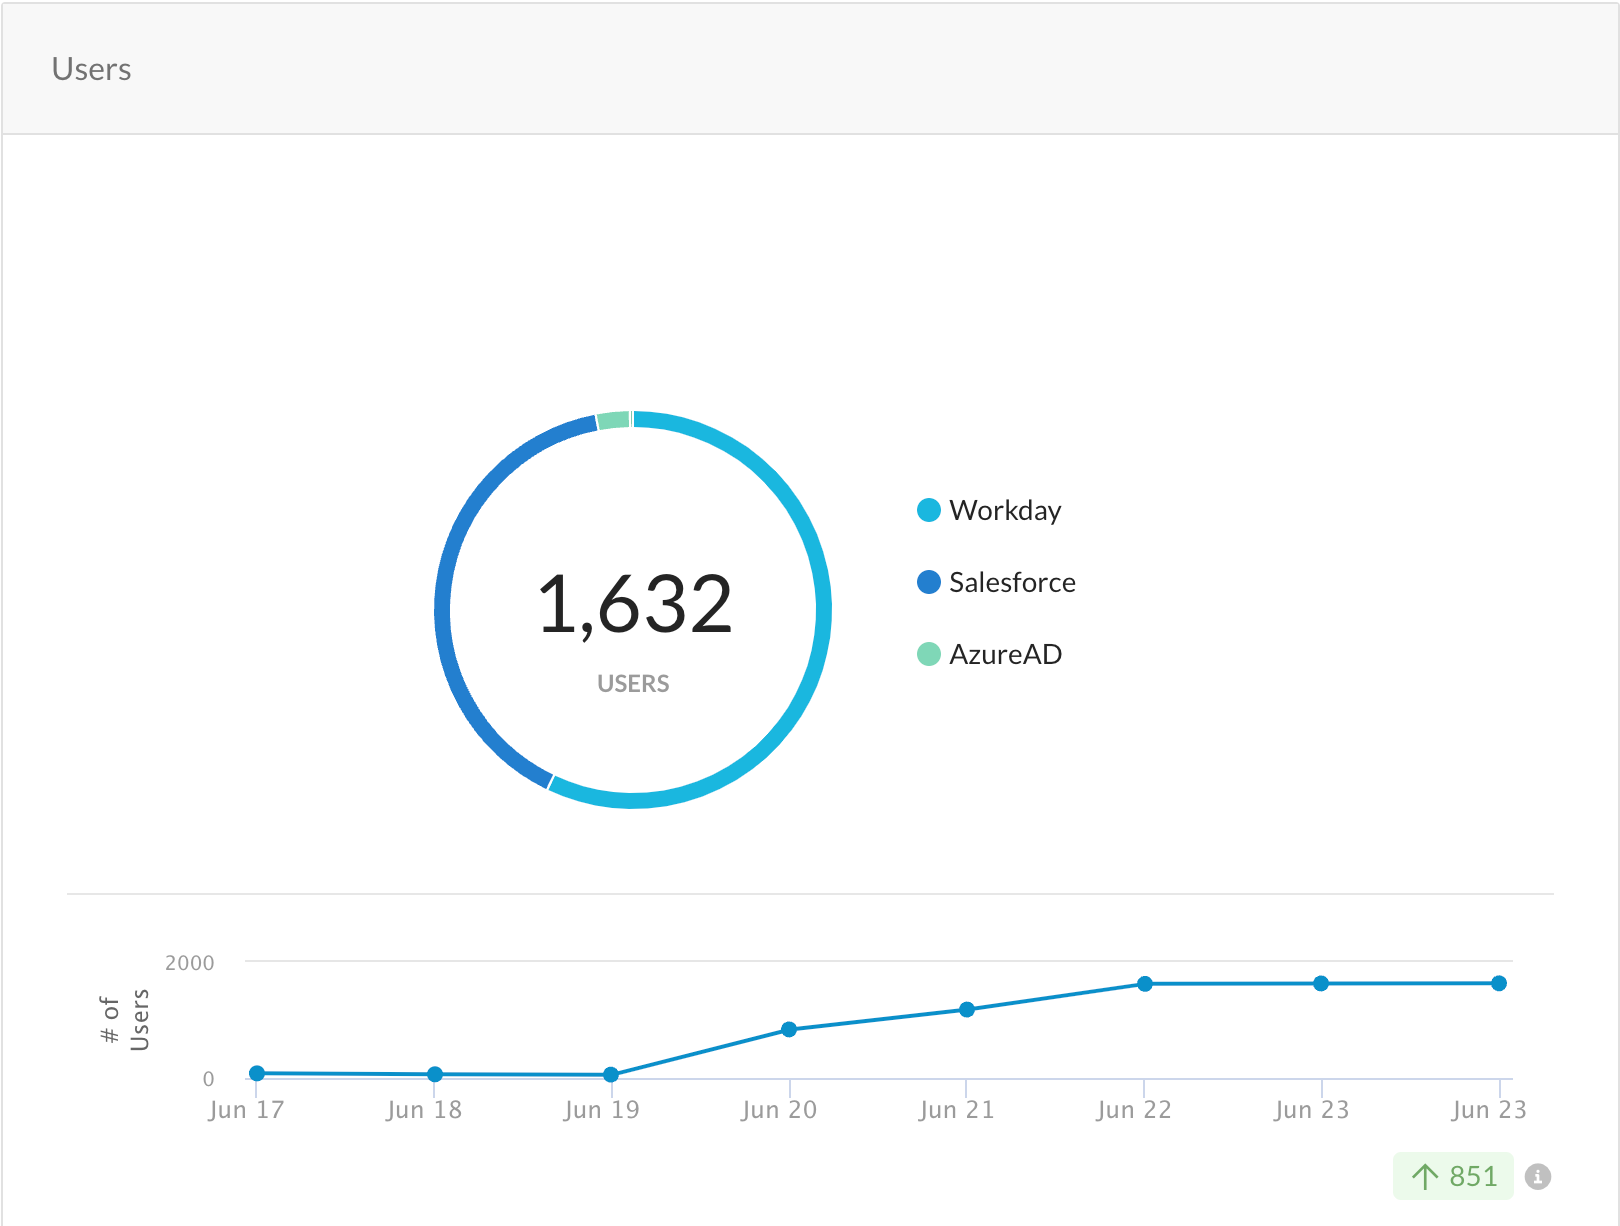 Users
1,632
USERS
Workday
Salesforce
AzureAD
# of
Users
2000
0
Jun 17
Jun 18
Jun 19
Jun 20
Jun 21
Jun 22
Jun 23
Jun 23
↑ 851
i